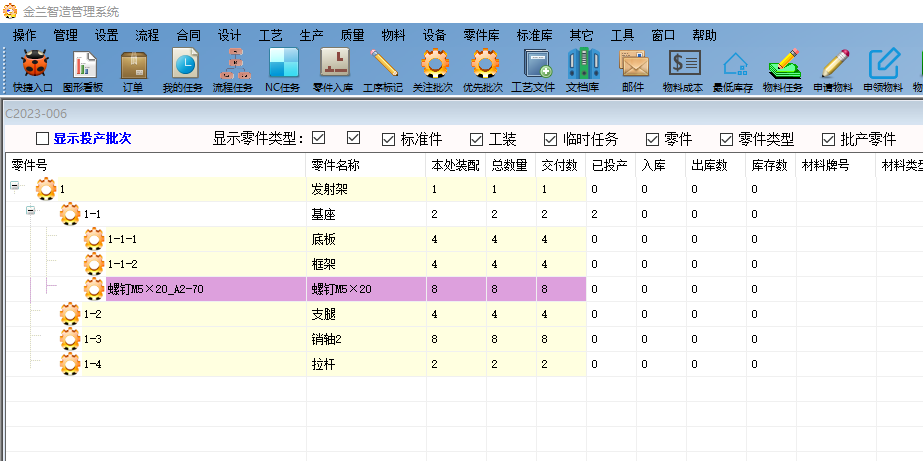 金兰智造管理系统
操作 管理 设置 流程 合同 设计 工艺 生产 质量 物料 设备 零件库 标准库 其它 工具 窗口 帮助
快捷入口 图形看板 订单 我的任务 流程任务 NC任务 零件入库 工序标记 关注批次 优先批次 工艺文件 文档库 邮件 物料成本 最低库存 物料任务 申请物料 申领物料
C2023-006
显示投产批次 显示零件类型: 标准件 工装 临时任务 零件 零件类型 批产零件
零件号 零件名称 本处装配 总数量 交付数 已投产 入库 出库数 库存数 材料牌号 材料类型
1 发射架 1 1 1 0 0 0 0
1-1 基座 2 2 2 2 0 0 0
1-1-1 底板 4 4 4 0 0 0 0
1-1-2 框架 4 4 4 0 0 0 0
螺钉M5×20_A2-70 螺钉M5×20 8 8 8 0 0 0 0
1-2 支腿 4 4 4 0 0 0 0
1-3 销轴2 8 8 8 0 0 0 0
1-4 拉杆 2 2 2 0 0 0 0